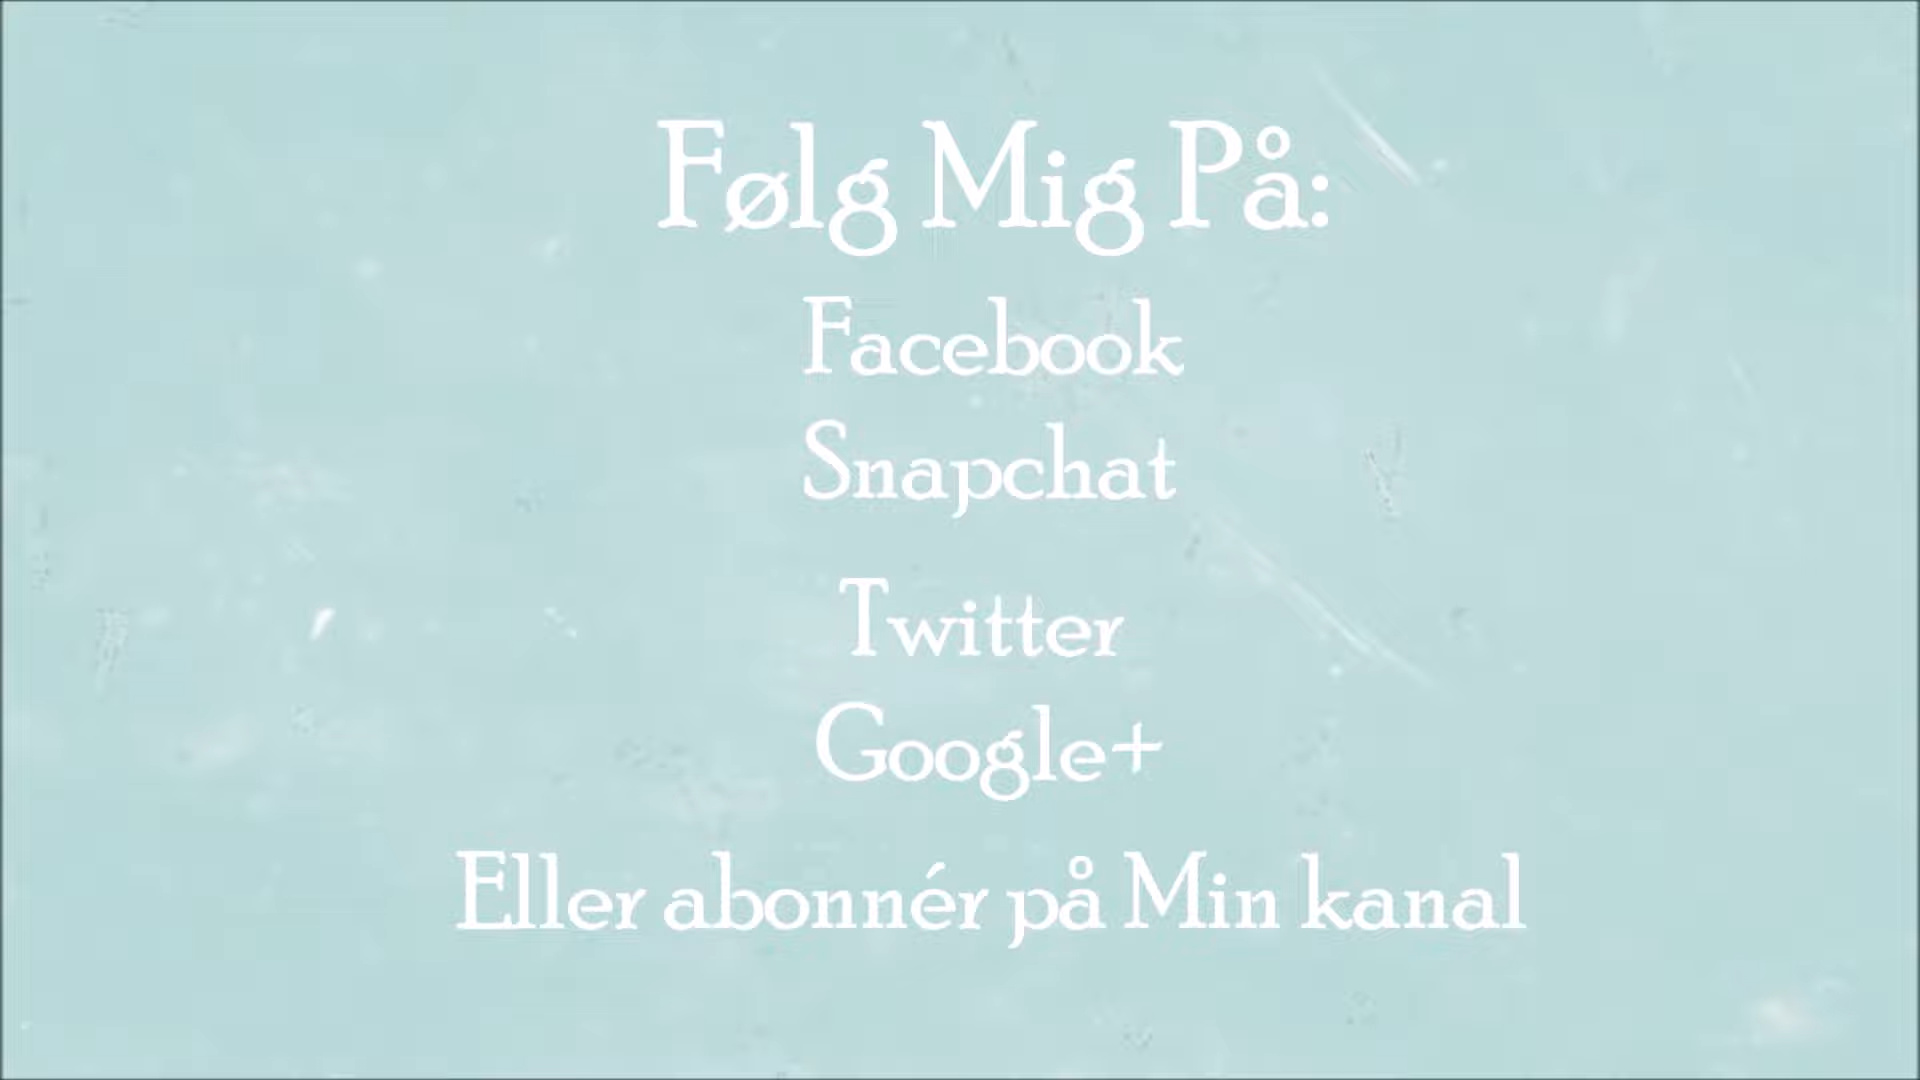 Følg Mig På:
Facebook
Snapchat
Twitter
Google+
Eller abonnér på Min kanal